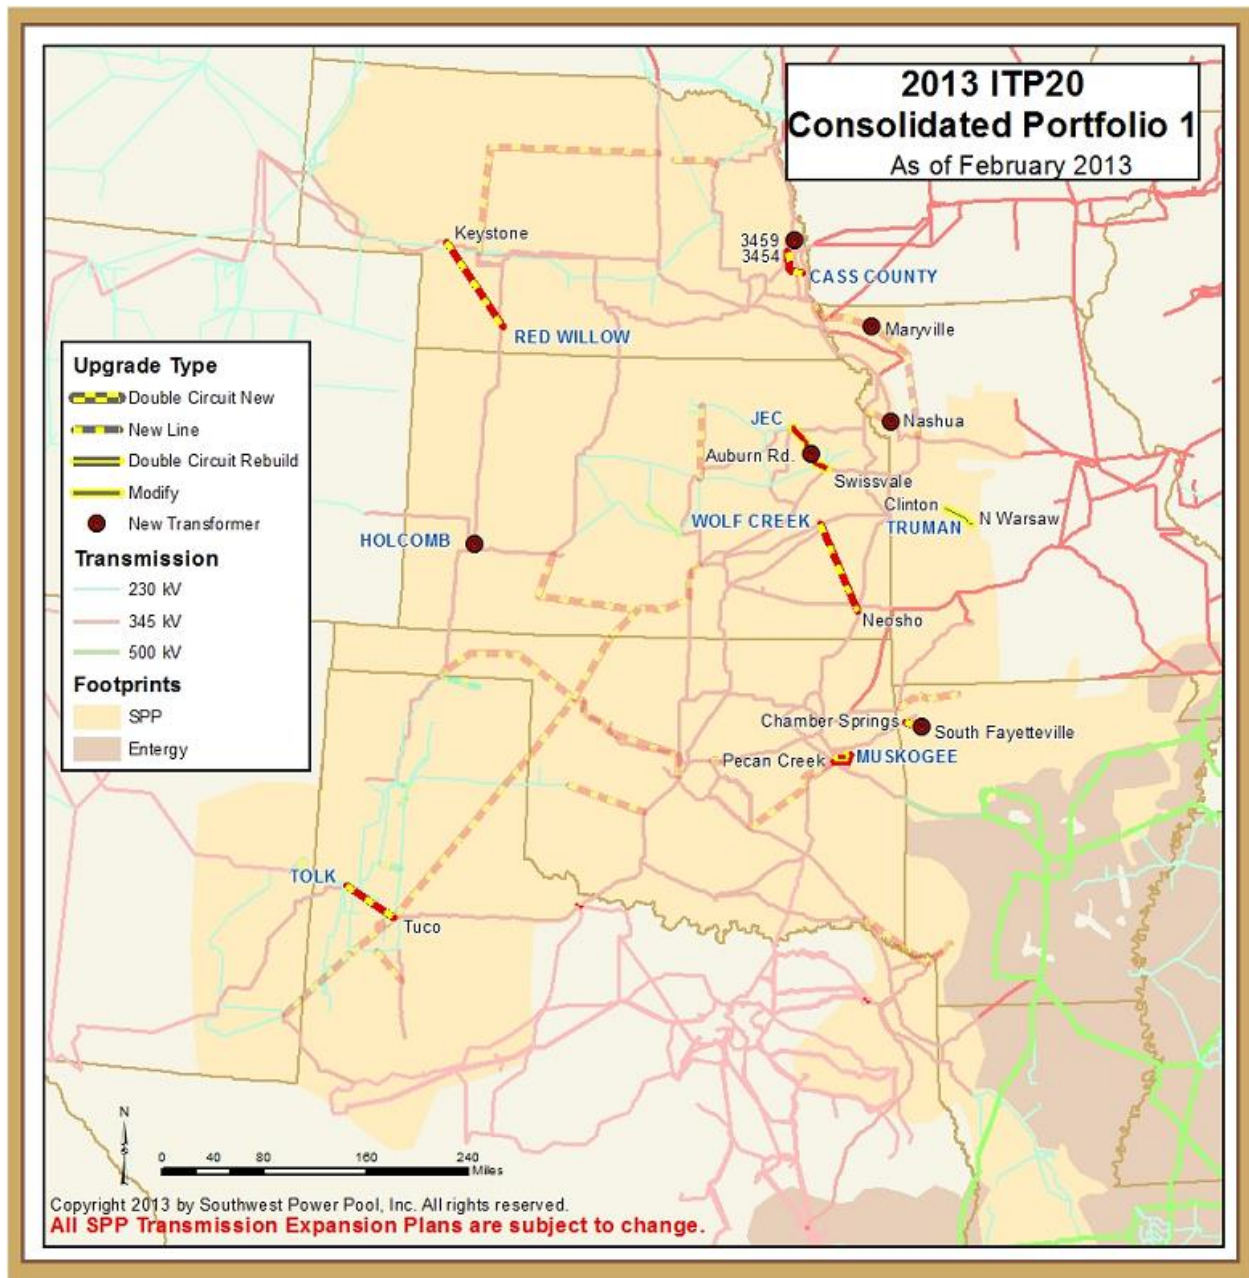 2013 ITP20
Consolidated Portfolio 1
As of February 2013
Keystone
3459
3454
CASS COUNTY
RED WILLOW
Maryville
Upgrade Type
Double Circuit New
New Line
Double Circuit Rebuild
Modify
New Transformer
Transmission
230 kV
345 kV
500 kV
Footprints
SPP
Entergy
JEC
Nashua
Auburn Rd.
Swissvale
Clinton
N Warsaw
WOLF CREEK
TRUMAN
HOLCOMB
Neosho
Chamber Springs
South Fayetteville
Pecan Creek
MUSKOGEE
TOLK
Tuco
N
S
0 40 80 160 240
Miles
Copyright 2013 by Southwest Power Pool, Inc. All rights reserved.
All SPP Transmission Expansion Plans are subject to change.